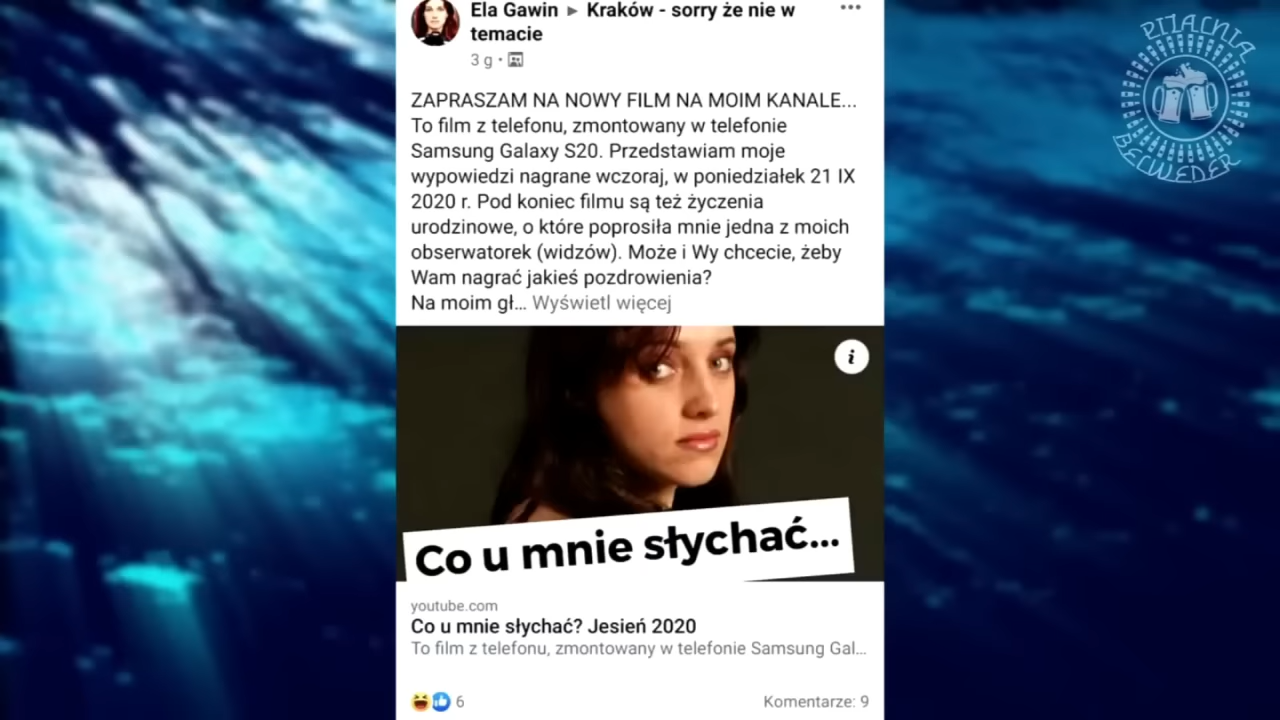 Ela Gawin ▸ Kraków - sorry że nie w
temacie
3 g ·
ZAPRASZAM NA NOWY FILM NA MOIM KANALE...
To film z telefonu, zmontowany w telefonie
Samsung Galaxy S20. Przedstawiam moje
wypowiedzi nagrane wczoraj, w poniedziałek 21 IX
2020 r. Pod koniec filmu są też życzenia
urodzinowe, o które poprosiła mnie jedna z moich
obserwatorek (widzów). Może i Wy chcecie, żeby
Wam nagrać jakieś pozdrowienia?
Na moim gł... Wyświetl więcej
i
Co u mnie słychać...
youtube.com
Co u mnie słychać? Jesień 2020
To film z telefonu, zmontowany w telefonie Samsung Gal...
6
Komentarze: 9
PIJALNIA
BELWEDER